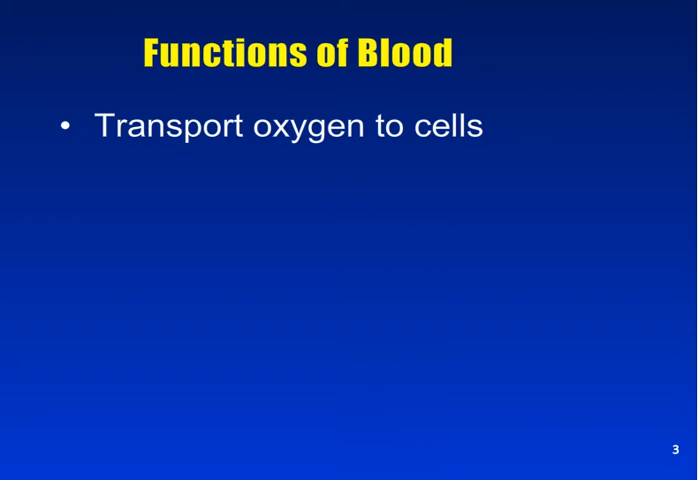 Functions of Blood
• Transport oxygen to cells
3